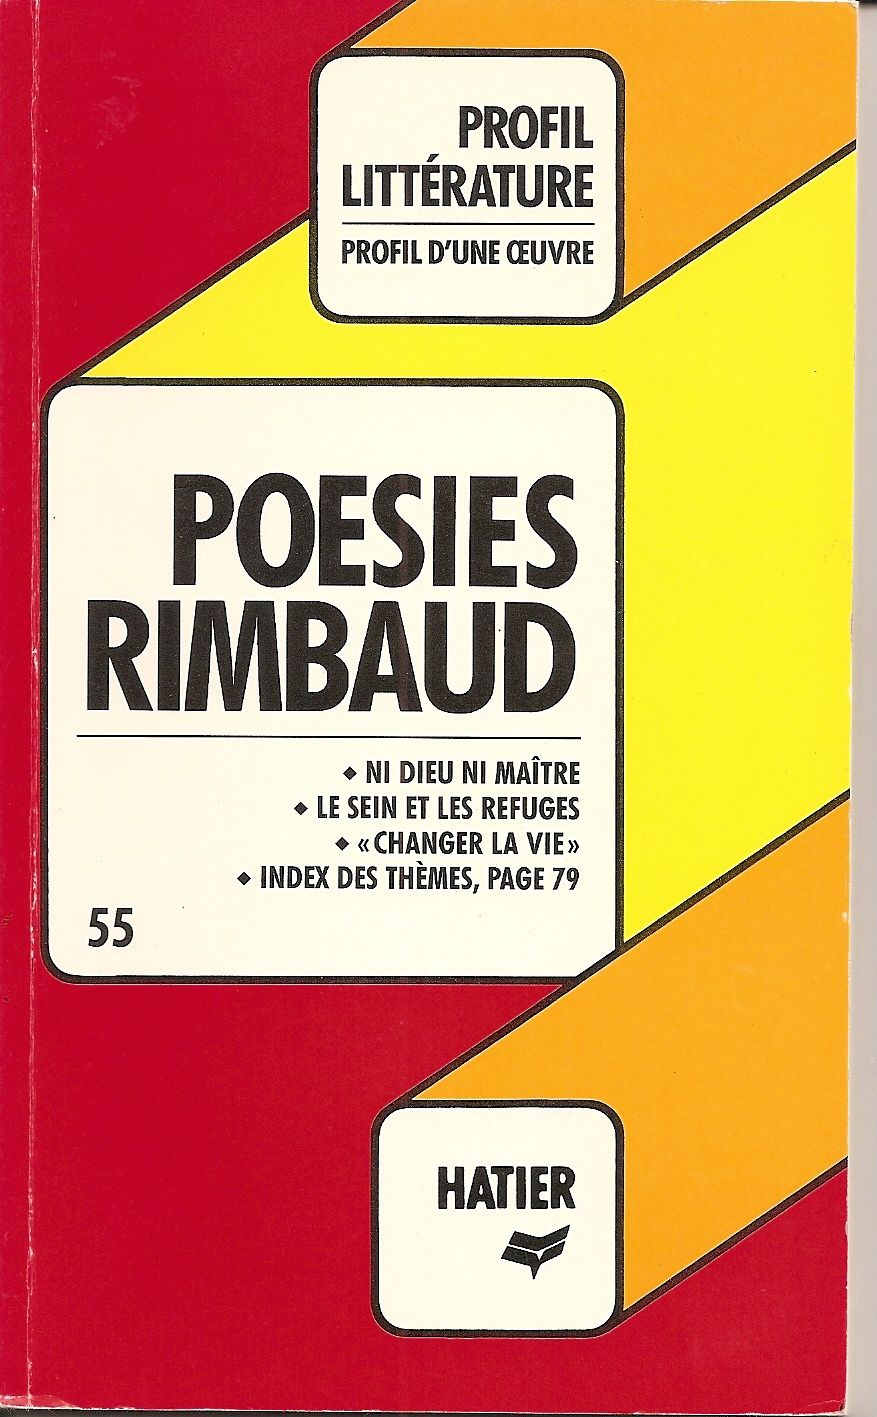 PROFIL
LITTÉRATURE
PROFIL D'UNE ŒUVRE
POESIES
RIMBAUD
◆ NI DIEU NI MAÎTRE
◆ LE SEIN ET LES REFUGES
◆ «CHANGER LA VIE»
◆ INDEX DES THÈMES, PAGE 79
55
HATIER